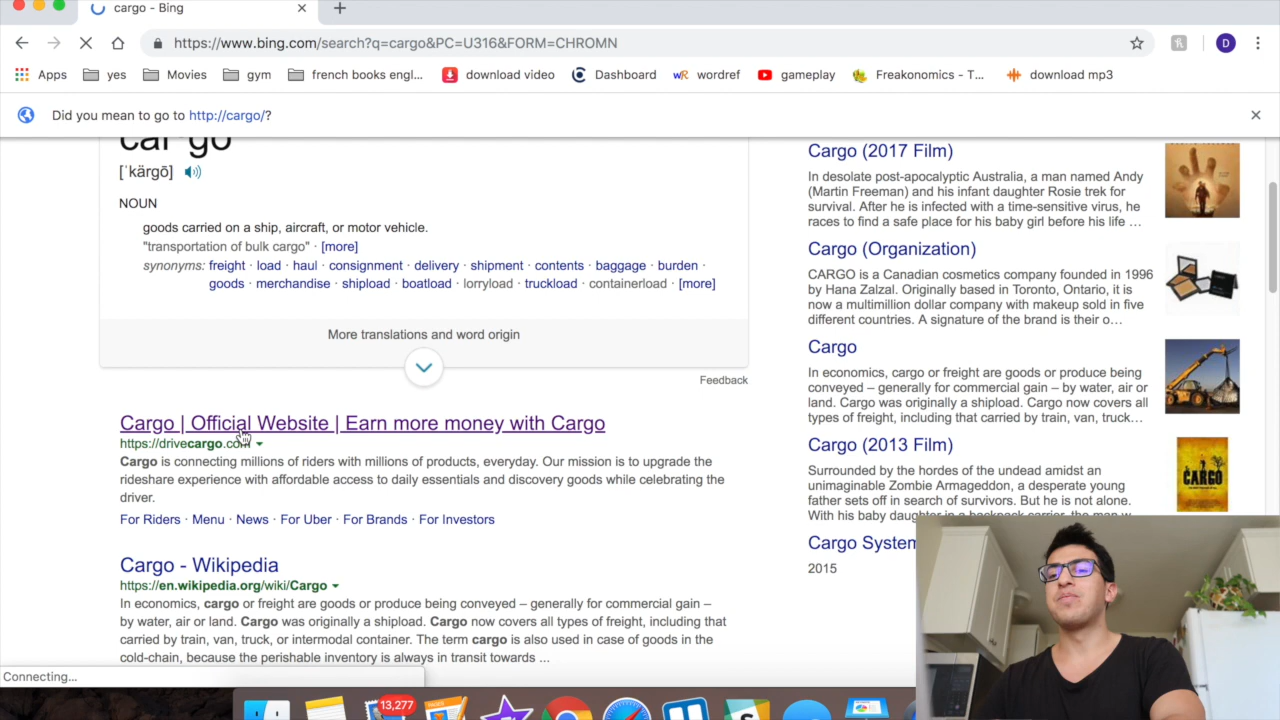 cargo - Bing
https://www.bing.com/search?q=cargo&PC=U316&FORM=CHROMN
D
Apps
yes
Movies
gym
french books engl...
download video
wR wordref
gameplay
Freakonomics - T...
download mp3
Did you mean to go to http://cargo/?
car·go
[ˈkärgō]
NOUN
goods carried on a ship, aircraft, or motor vehicle.
"transportation of bulk cargo" · [more]
synonyms: freight · load · haul · consignment · delivery · shipment · contents · baggage · burden ·
goods · merchandise · shipload · boatload · lorryload · truckload · containerload · [more]
More translations and word origin
Feedback
Cargo | Official Website | Earn more money with Cargo
https://drivecargo.com
Cargo is connecting millions of riders with millions of products, everyday. Our mission is to upgrade the
rideshare experience with affordable access to daily essentials and discovery goods while celebrating the
driver.
For Riders · Menu · News · For Uber · For Brands · For Investors
Cargo - Wikipedia
https://en.wikipedia.org/wiki/Cargo
In economics, cargo or freight are goods or produce being conveyed – generally for commercial gain –
by water, air or land. Cargo was originally a shipload. Cargo now covers all types of freight, including that
carried by train, van, truck, or intermodal container. The term cargo is also used in case of goods in the
cold-chain, because the perishable inventory is always in transit towards ...
Cargo (2017 Film)
In desolate post-apocalyptic Australia, a man named Andy
(Martin Freeman) and his infant daughter Rosie trek for
survival. After he is infected with a time-sensitive virus, he
races to find a safe place for his baby girl before his life ...
Cargo (Organization)
CARGO is a Canadian cosmetics company founded in 1996
by Hana Zalzal. Originally based in Toronto, Ontario, it is
now a multimillion dollar company with makeup sold in five
different countries. A signature of the brand is their o...
Cargo
In economics, cargo or freight are goods or produce being
conveyed – generally for commercial gain – by water, air or
land. Cargo was originally a shipload. Cargo now covers all
types of freight, including that carried by train, van, truck...
Cargo (2013 Film)
Surrounded by the hordes of the undead amidst an
unimaginable Zombie Armageddon, a desperate young
father sets off in search of survivors. But he is not alone.
With his baby daughter in a backpack carrier, the man w
CARGO
Cargo System
2015
Connecting...
13,277